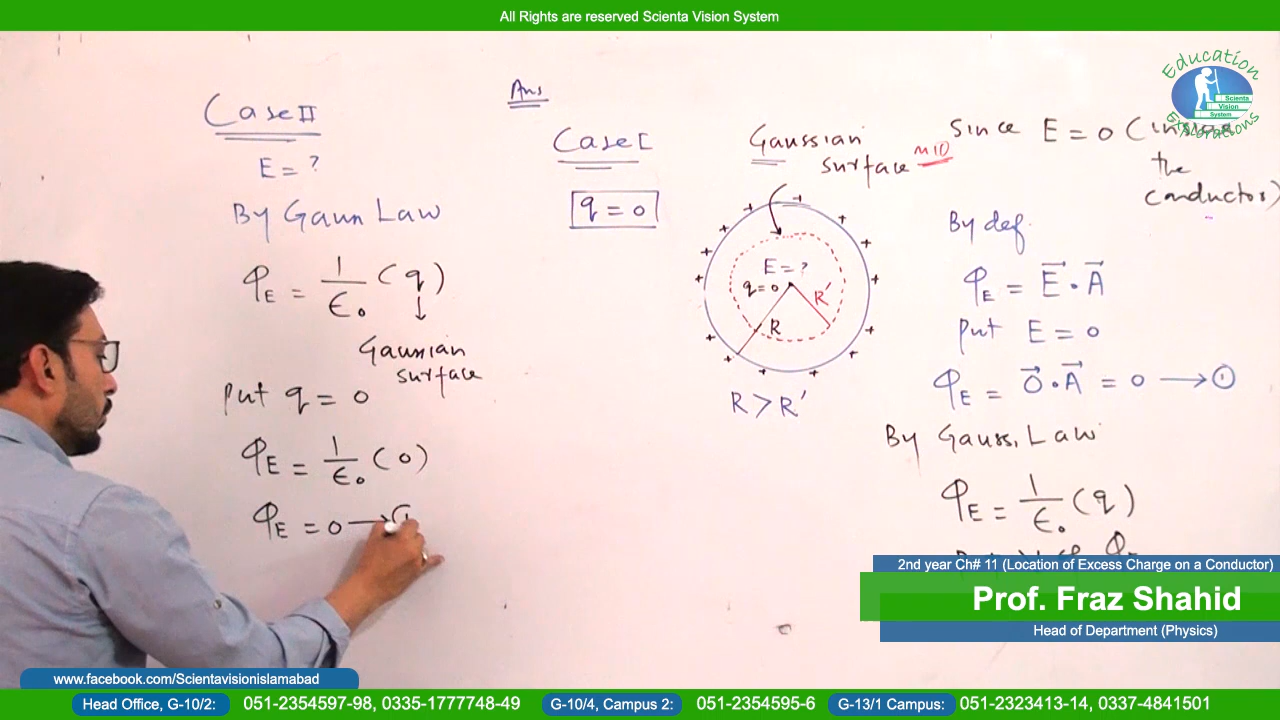 All Rights are reserved Scienta Vision System
Education
Scienta
Vision
System
Explorations
Case II
E = ?
By Gauss Law
φE = 1/ε० (q)
↓
Gaussian
surface
Put q = 0
φE = 1/ε० (0)
φE = 0 →
Ans
Case I
q = 0
Gaussian
surface
+ + + + + + + + + + + + + + +
E = ?
q = 0
R'
R
R > R'
Since E = 0 (inside
the
conductor)
By def.
φE = E⃗ . A⃗
Put E = 0
φE = 0⃗ . A⃗ = 0 → ①
By Gauss, Law
φE = 1/ε० (q)
2nd year Ch# 11 (Location of Excess Charge on a Conductor)
Prof. Fraz Shahid
Head of Department (Physics)
www.facebook.com/Scientavisionislamabad
Head Office, G-10/2: 051-2354597-98, 0335-1777748-49 G-10/4, Campus 2: 051-2354595-6 G-13/1 Campus: 051-2323413-14, 0337-4841501